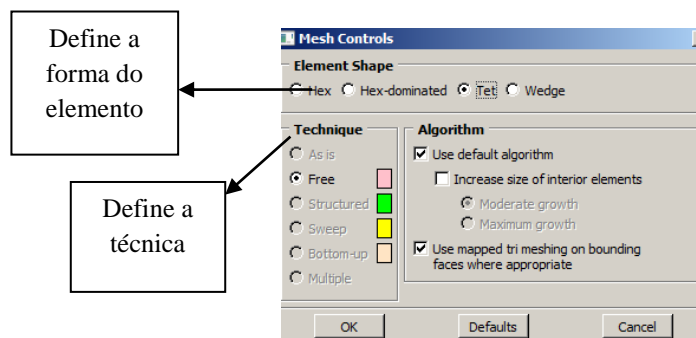 Define a
forma do
elemento
Mesh Controls
Element Shape
Hex Hex-dominated Tet Wedge
Technique
As is
Free
Structured
Sweep
Bottom-up
Multiple
Algorithm
Use default algorithm
Increase size of interior elements
Moderate growth
Maximum growth
Use mapped tri meshing on bounding
faces where appropriate
Define a
técnica
OK Defaults Cancel